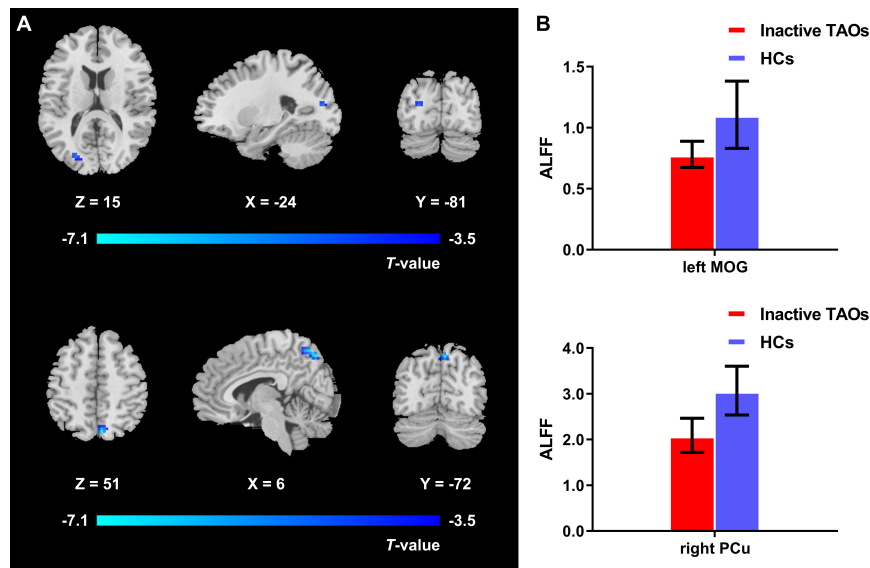 A
Z = 15
X = -24
Y = -81
-7.1
-3.5
T-value
Z = 51
X = 6
Y = -72
-7.1
-3.5
T-value
B
Inactive TAOs
HCs
1.5
1.0
0.5
0.0
ALFF
left MOG
Inactive TAOs
HCs
4.0
3.0
2.0
1.0
0.0
ALFF
right PCu